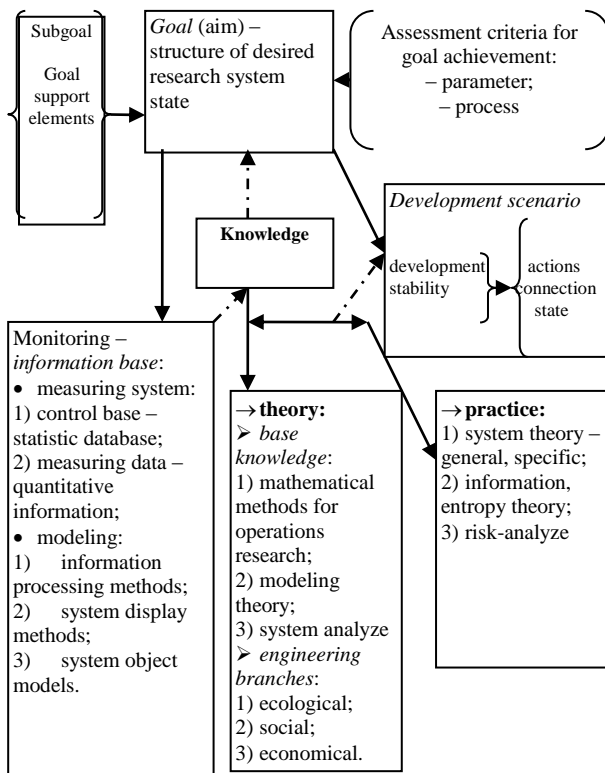 Subgoal
Goal
support
elements
Goal (aim) –
structure of desired
research system
state
Assessment criteria for
goal achievement:
– parameter;
– process
Knowledge
Development scenario
development
stability
actions
connection
state
Monitoring –
information base:
• measuring system:
1) control base –
statistic database;
2) measuring data –
quantitative
information;
• modeling:
1) information
processing methods;
2) system display
methods;
3) system object
models.
→ theory:
➢ base
knowledge:
1) mathematical
methods for
operations
research;
2) modeling
theory;
3) system analyze
➢ engineering
branches:
1) ecological;
2) social;
3) economical.
→ practice:
1) system theory –
general, specific;
2) information,
entropy theory;
3) risk-analyze